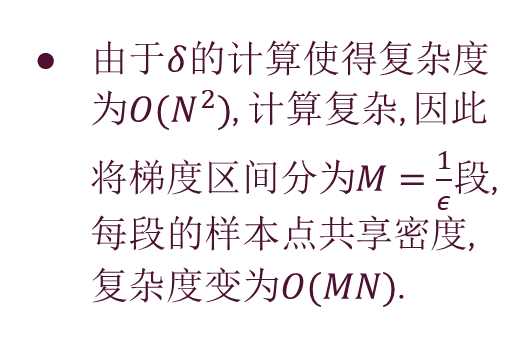 • 由于δ的计算使得复杂度
为O(N²),计算复杂,因此
将梯度区间分为M = 1/ϵ段,
每段的样本点共享密度,
复杂度变为O(MN).